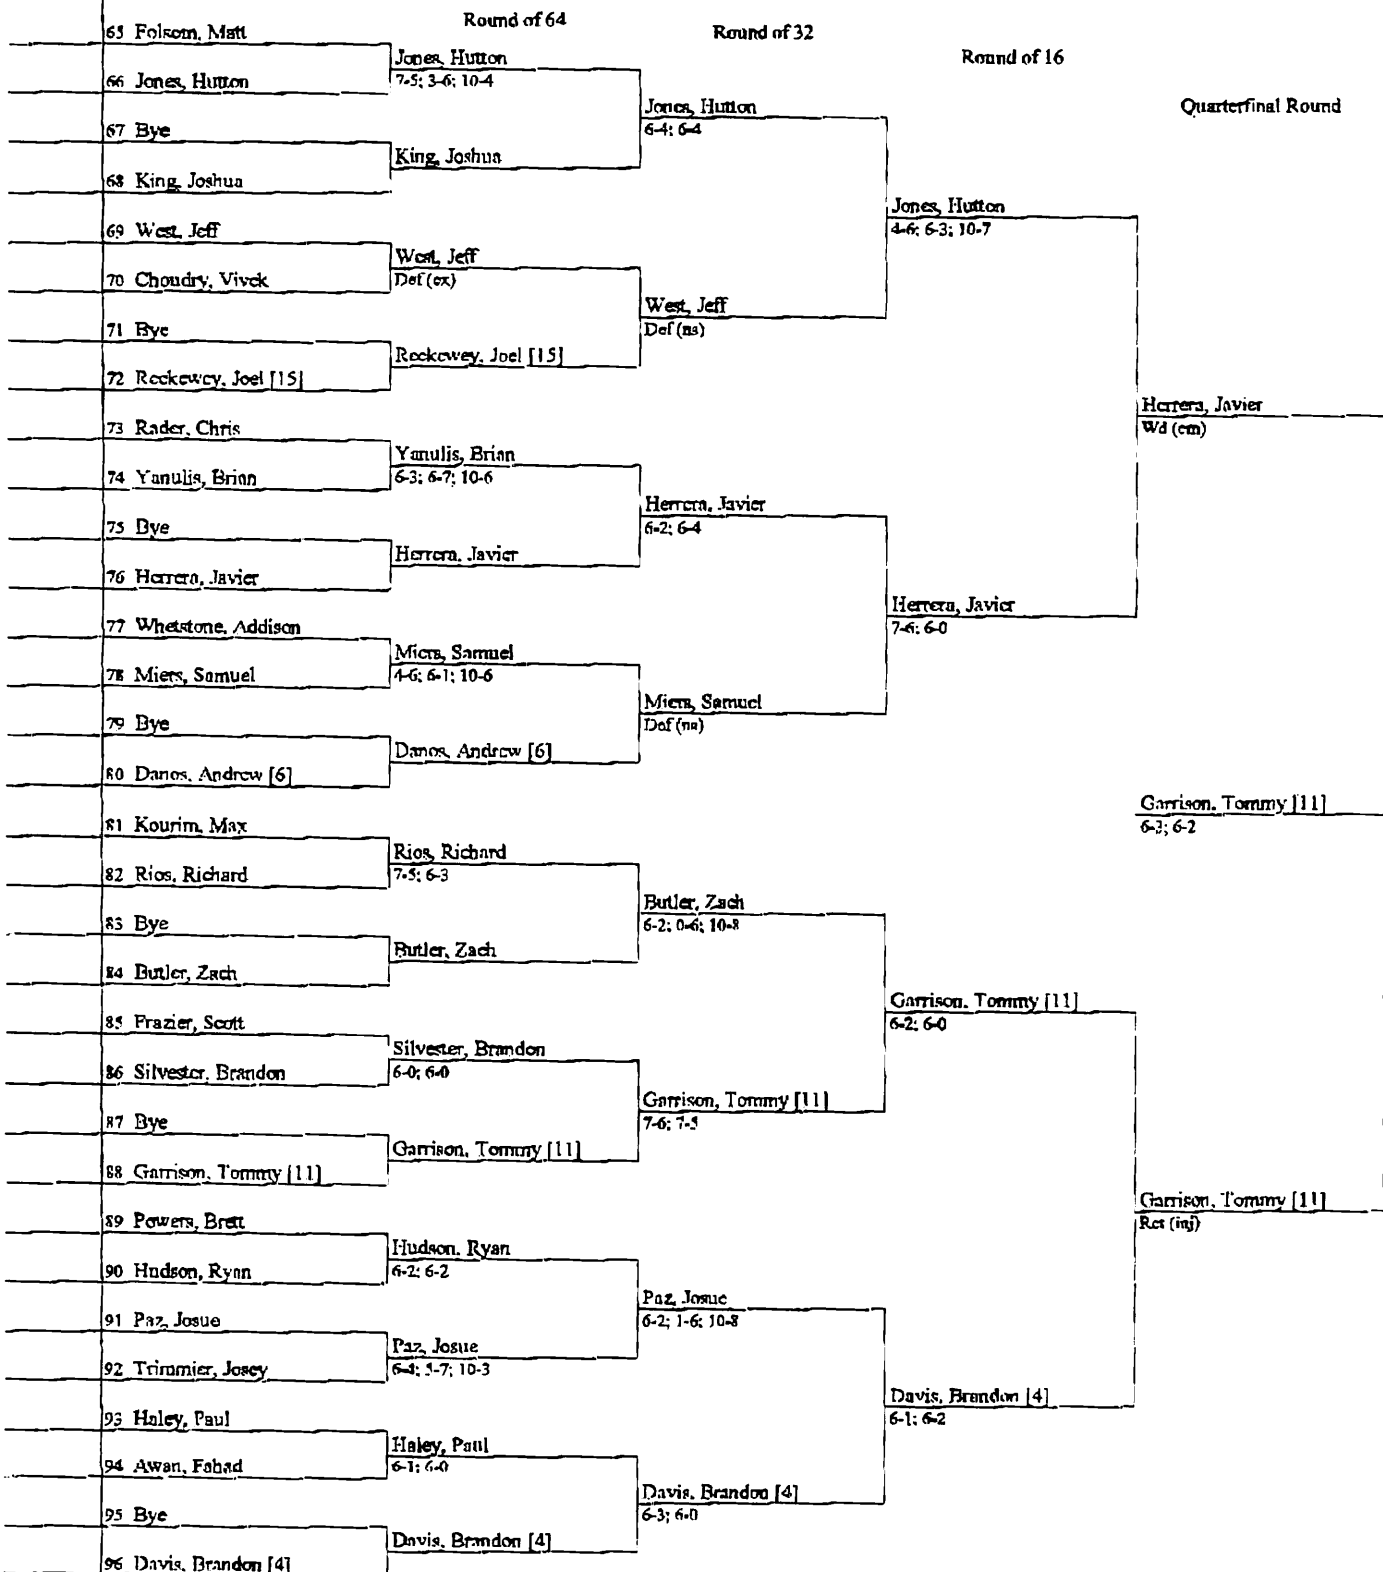 Round of 64
Round of 32
Round of 16
Quarterfinal Round
65 Folsom, Matt
66 Jones, Hutton
67 Bye
68 King, Joshua
69 West, Jeff
70 Choudry, Vivek
71 Bye
72 Reckewey, Joel [15]
73 Rader, Chris
74 Yanulis, Brian
75 Bye
76 Herrera, Javier
77 Whetstone, Addison
78 Miers, Samuel
79 Bye
80 Danos, Andrew [6]
81 Kourim, Max
82 Rios, Richard
83 Bye
84 Butler, Zach
85 Frazier, Scott
86 Silvester, Brandon
87 Bye
88 Garrison, Tommy [11]
89 Powers, Brett
90 Hudson, Ryan
91 Paz, Josue
92 Trimmier, Josey
93 Haley, Paul
94 Awan, Fahad
95 Bye
96 Davis, Brandon [4]
Jones, Hutton
7-5; 3-6; 10-4
King, Joshua
West, Jeff
Def (ex)
Reckewey, Joel [15]
Yanulis, Brian
6-3; 6-7; 10-6
Herrera, Javier
Miers, Samuel
4-6; 6-1; 10-6
Danos, Andrew [6]
Rios, Richard
7-5; 6-3
Butler, Zach
Silvester, Brandon
6-0; 6-0
Garrison, Tommy [11]
Hudson, Ryan
6-2; 6-2
Paz, Josue
6-4; 5-7; 10-3
Haley, Paul
6-1; 6-0
Davis, Brandon [4]
Jones, Hutton
6-4; 6-4
West, Jeff
Def (ns)
Herrera, Javier
6-2; 6-4
Miers, Samuel
Def (ns)
Butler, Zach
6-2; 0-6; 10-8
Garrison, Tommy [11]
7-6; 7-5
Paz, Josue
6-2; 1-6; 10-8
Davis, Brandon [4]
6-3; 6-0
Jones, Hutton
4-6; 6-3; 10-7
Herrera, Javier
7-6; 6-0
Garrison, Tommy [11]
6-2; 6-0
Davis, Brandon [4]
6-1; 6-2
Herrera, Javier
Wd (em)
Garrison, Tommy [11]
6-3; 6-2
Garrison, Tommy [11]
Ret (inj)